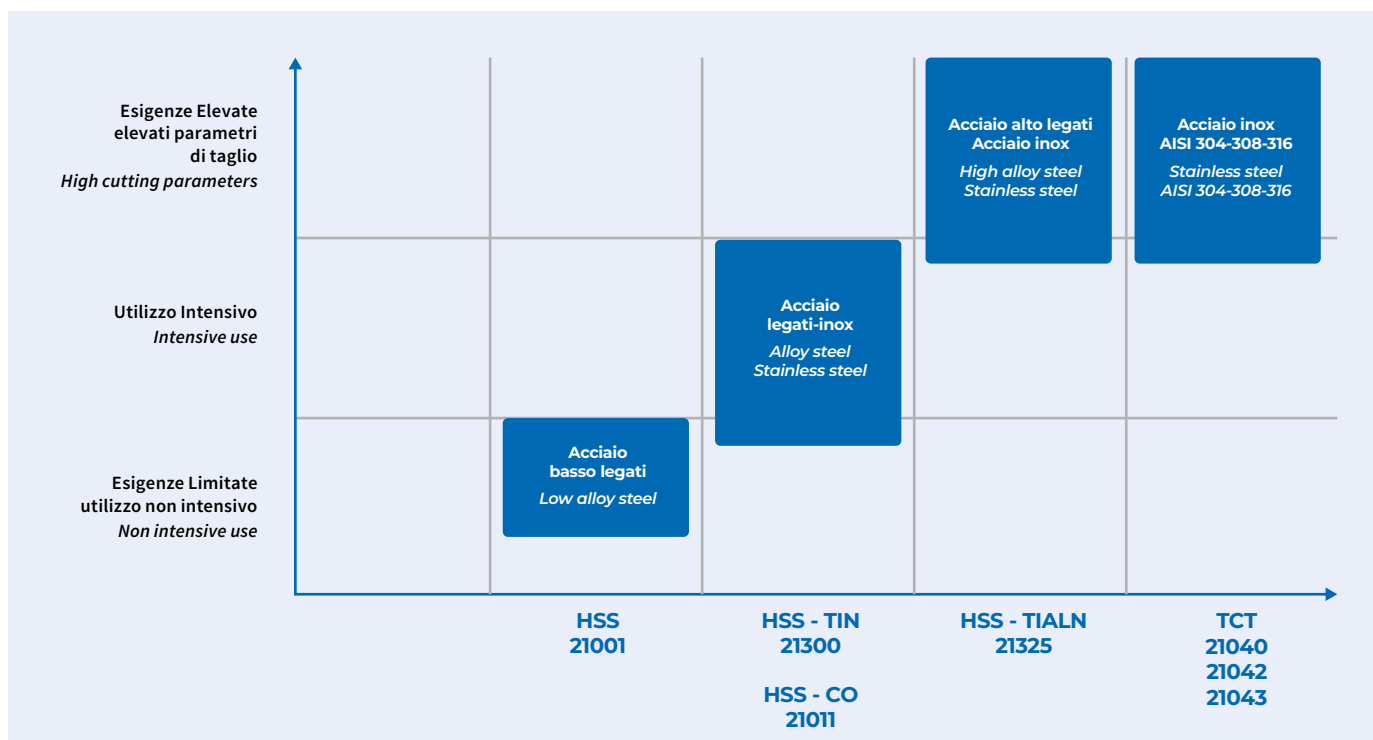 Esigenze Elevate
elevati parametri
di taglio
High cutting parameters
Utilizzo Intensivo
Intensive use
Esigenze Limitate
utilizzo non intensivo
Non intensive use
Acciaio
basso legati
Low alloy steel
Acciaio
legati-inox
Alloy steel
Stainless steel
Acciaio alto legati
Acciaio inox
High alloy steel
Stainless steel
Acciaio inox
AISI 304-308-316
Stainless steel
AISI 304-308-316
HSS
21001
HSS - TIN
21300
HSS - CO
21011
HSS - TIALN
21325
TCT
21040
21042
21043